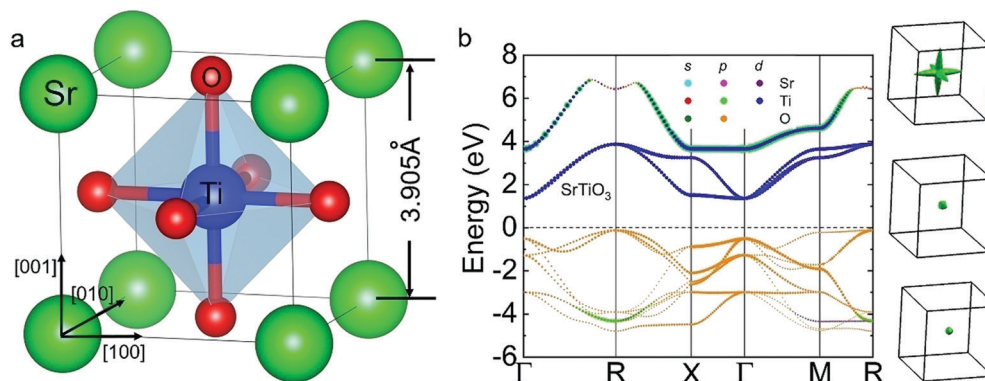 a
O
Sr
Ti
3.905Å
[001]
[010]
[100]
b
Energy (eV)
8
6
4
2
0
-2
-4
-6
s p d
Sr
Ti
O
SrTiO3
Γ R X Γ M R